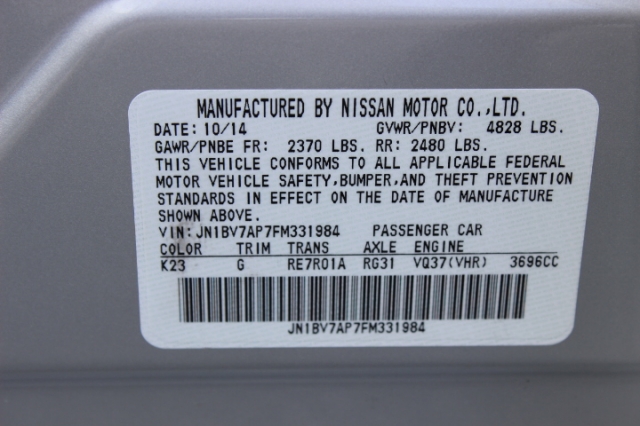 MANUFACTURED BY NISSAN MOTOR CO.,LTD.
DATE: 10/14 GVWR/PNBV: 4828 LBS.
GAWR/PNBE FR: 2370 LBS. RR: 2480 LBS.
THIS VEHICLE CONFORMS TO ALL APPLICABLE FEDERAL
MOTOR VEHICLE SAFETY,BUMPER,AND THEFT PREVENTION
STANDARDS IN EFFECT ON THE DATE OF MANUFACTURE
SHOWN ABOVE.
VIN:JN1BV7AP7FM331984 PASSENGER CAR
COLOR TRIM TRANS AXLE ENGINE
K23 G RE7R01A RG31 VQ37(VHR) 3696CC
JN1BV7AP7FM331984